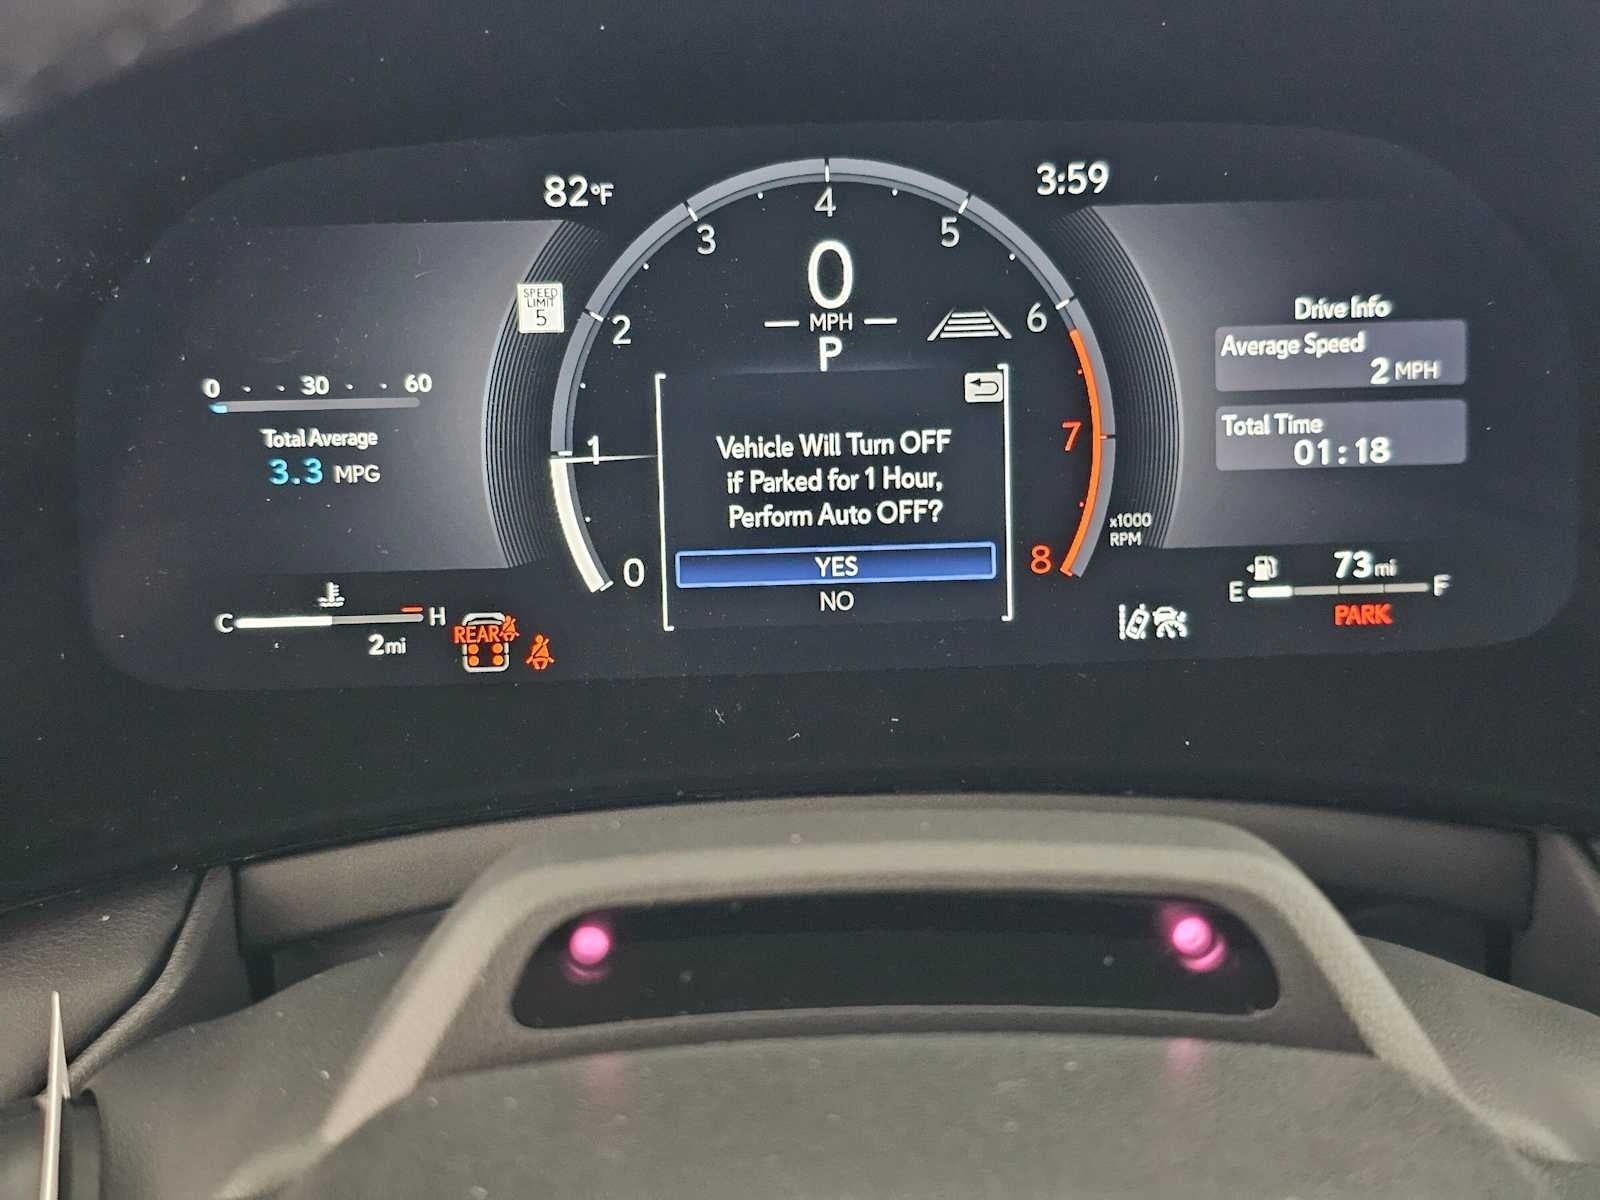 82°F
3:59
4
3
5
0
SPEED
LIMIT
5
2
MPH
6
P
Drive Info
Average Speed
2 MPH
0 30 60
Total Average
3.3 MPG
1
Vehicle Will Turn OFF
if Parked for 1 Hour,
Perform Auto OFF?
YES
NO
7
Total Time
01:18
x1000
RPM
0
8
73mi
E F
PARK
C H
2mi
REAR